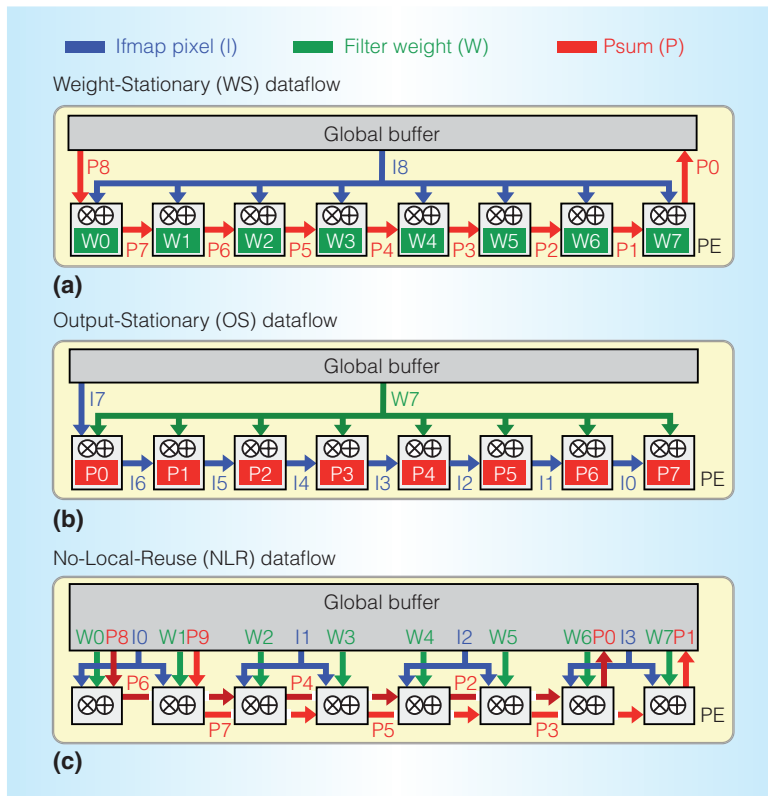 Ifmap pixel (I) Filter weight (W) Psum (P)
Weight-Stationary (WS) dataflow
Global buffer
P8 I8 P0
W0 W1 W2 W3 W4 W5 W6 W7 PE
P7 P6 P5 P4 P3 P2 P1
(a)
Output-Stationary (OS) dataflow
Global buffer
I7 W7
P0 P1 P2 P3 P4 P5 P6 P7 PE
I6 I5 I4 I3 I2 I1 I0
(b)
No-Local-Reuse (NLR) dataflow
Global buffer
W0 P8 I0 W1 P9 W2 I1 W3 W4 I2 W5 W6 P0 I3 W7 P1
P6 P4 P2
PE
P7 P5 P3
(c)